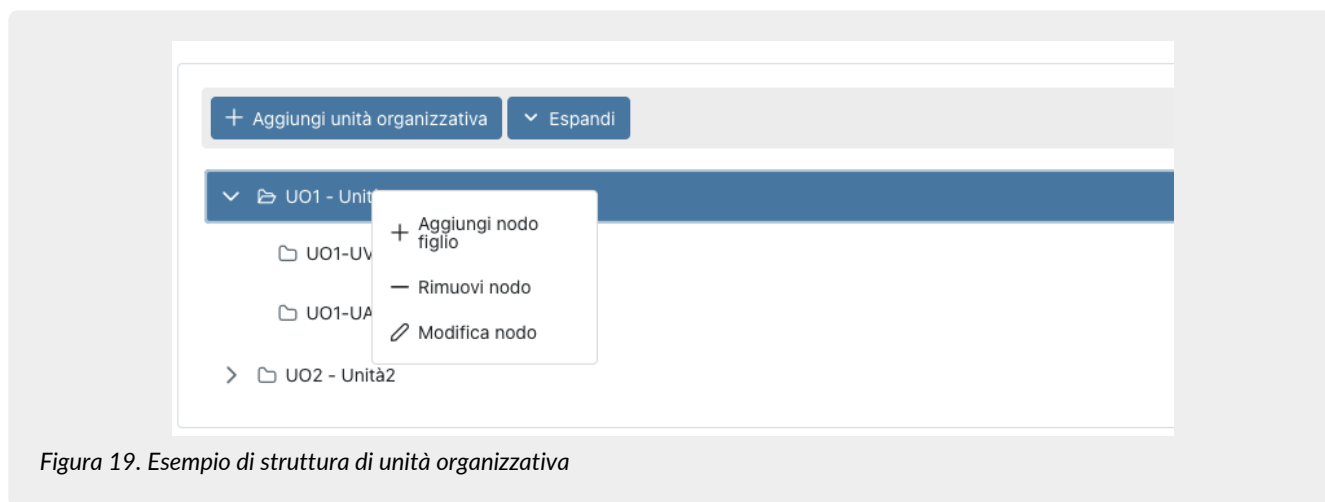 Aggiungi unità organizzativa Espandi
UO1 - Unit
Aggiungi nodo
figlio
UO1-UV
Rimuovi nodo
UO1-UA
Modifica nodo
UO2 - Unità2
Figura 19. Esempio di struttura di unità organizzativa